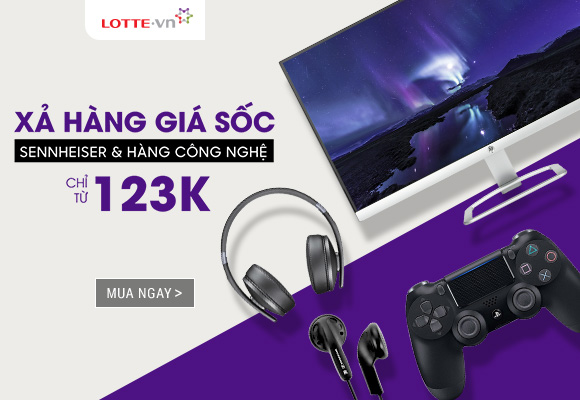 LOTTE.vn
XẢ HÀNG GIÁ SỐC
SENNHEISER & HÀNG CÔNG NGHỆ
CHỈ TỪ 123K
MUA NGAY >